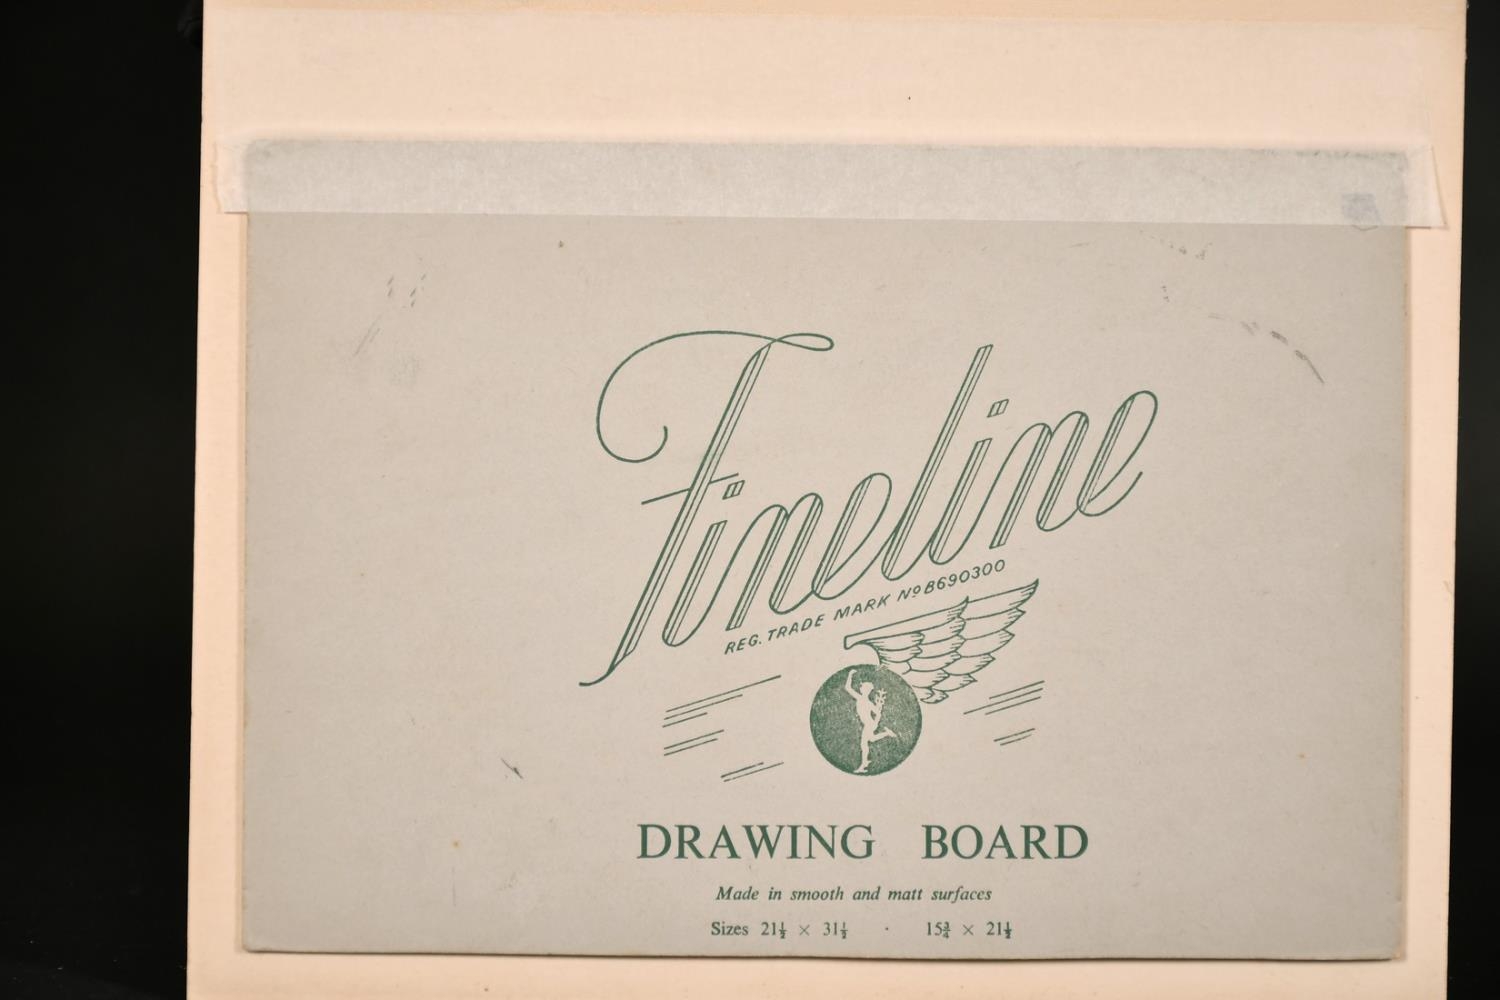 Fineline
REG. TRADE MARK Nº B690300
DRAWING BOARD
Made in smooth and matt surfaces
Sizes 21½ × 31½ · 15¾ × 21½